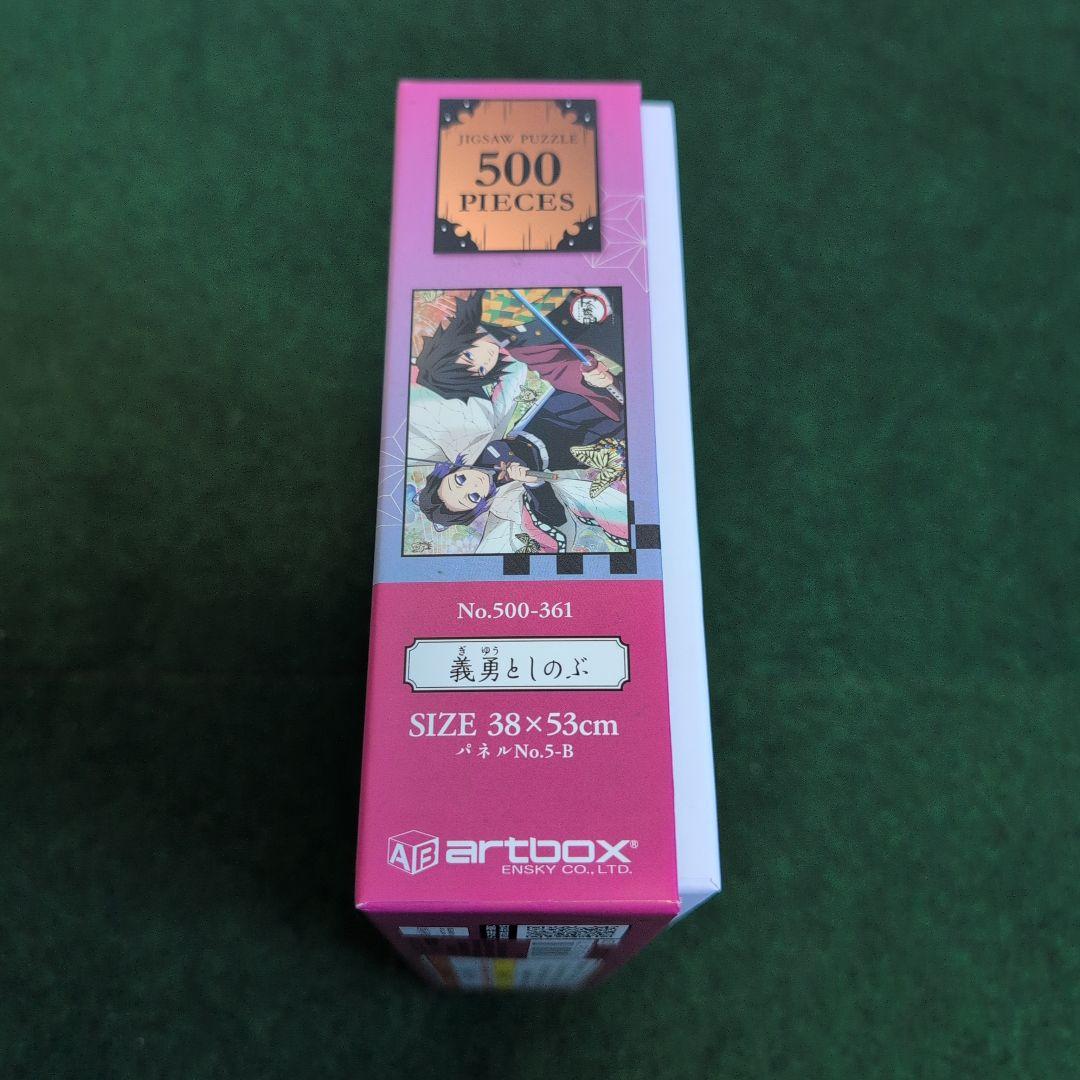 JIGSAW PUZZLE
500
PIECES
No.500-361
ぎ ゆう
義勇としのぶ
SIZE 38×53cm
パネルNo.5-B
AB artbox®
ENSKY CO., LTD.